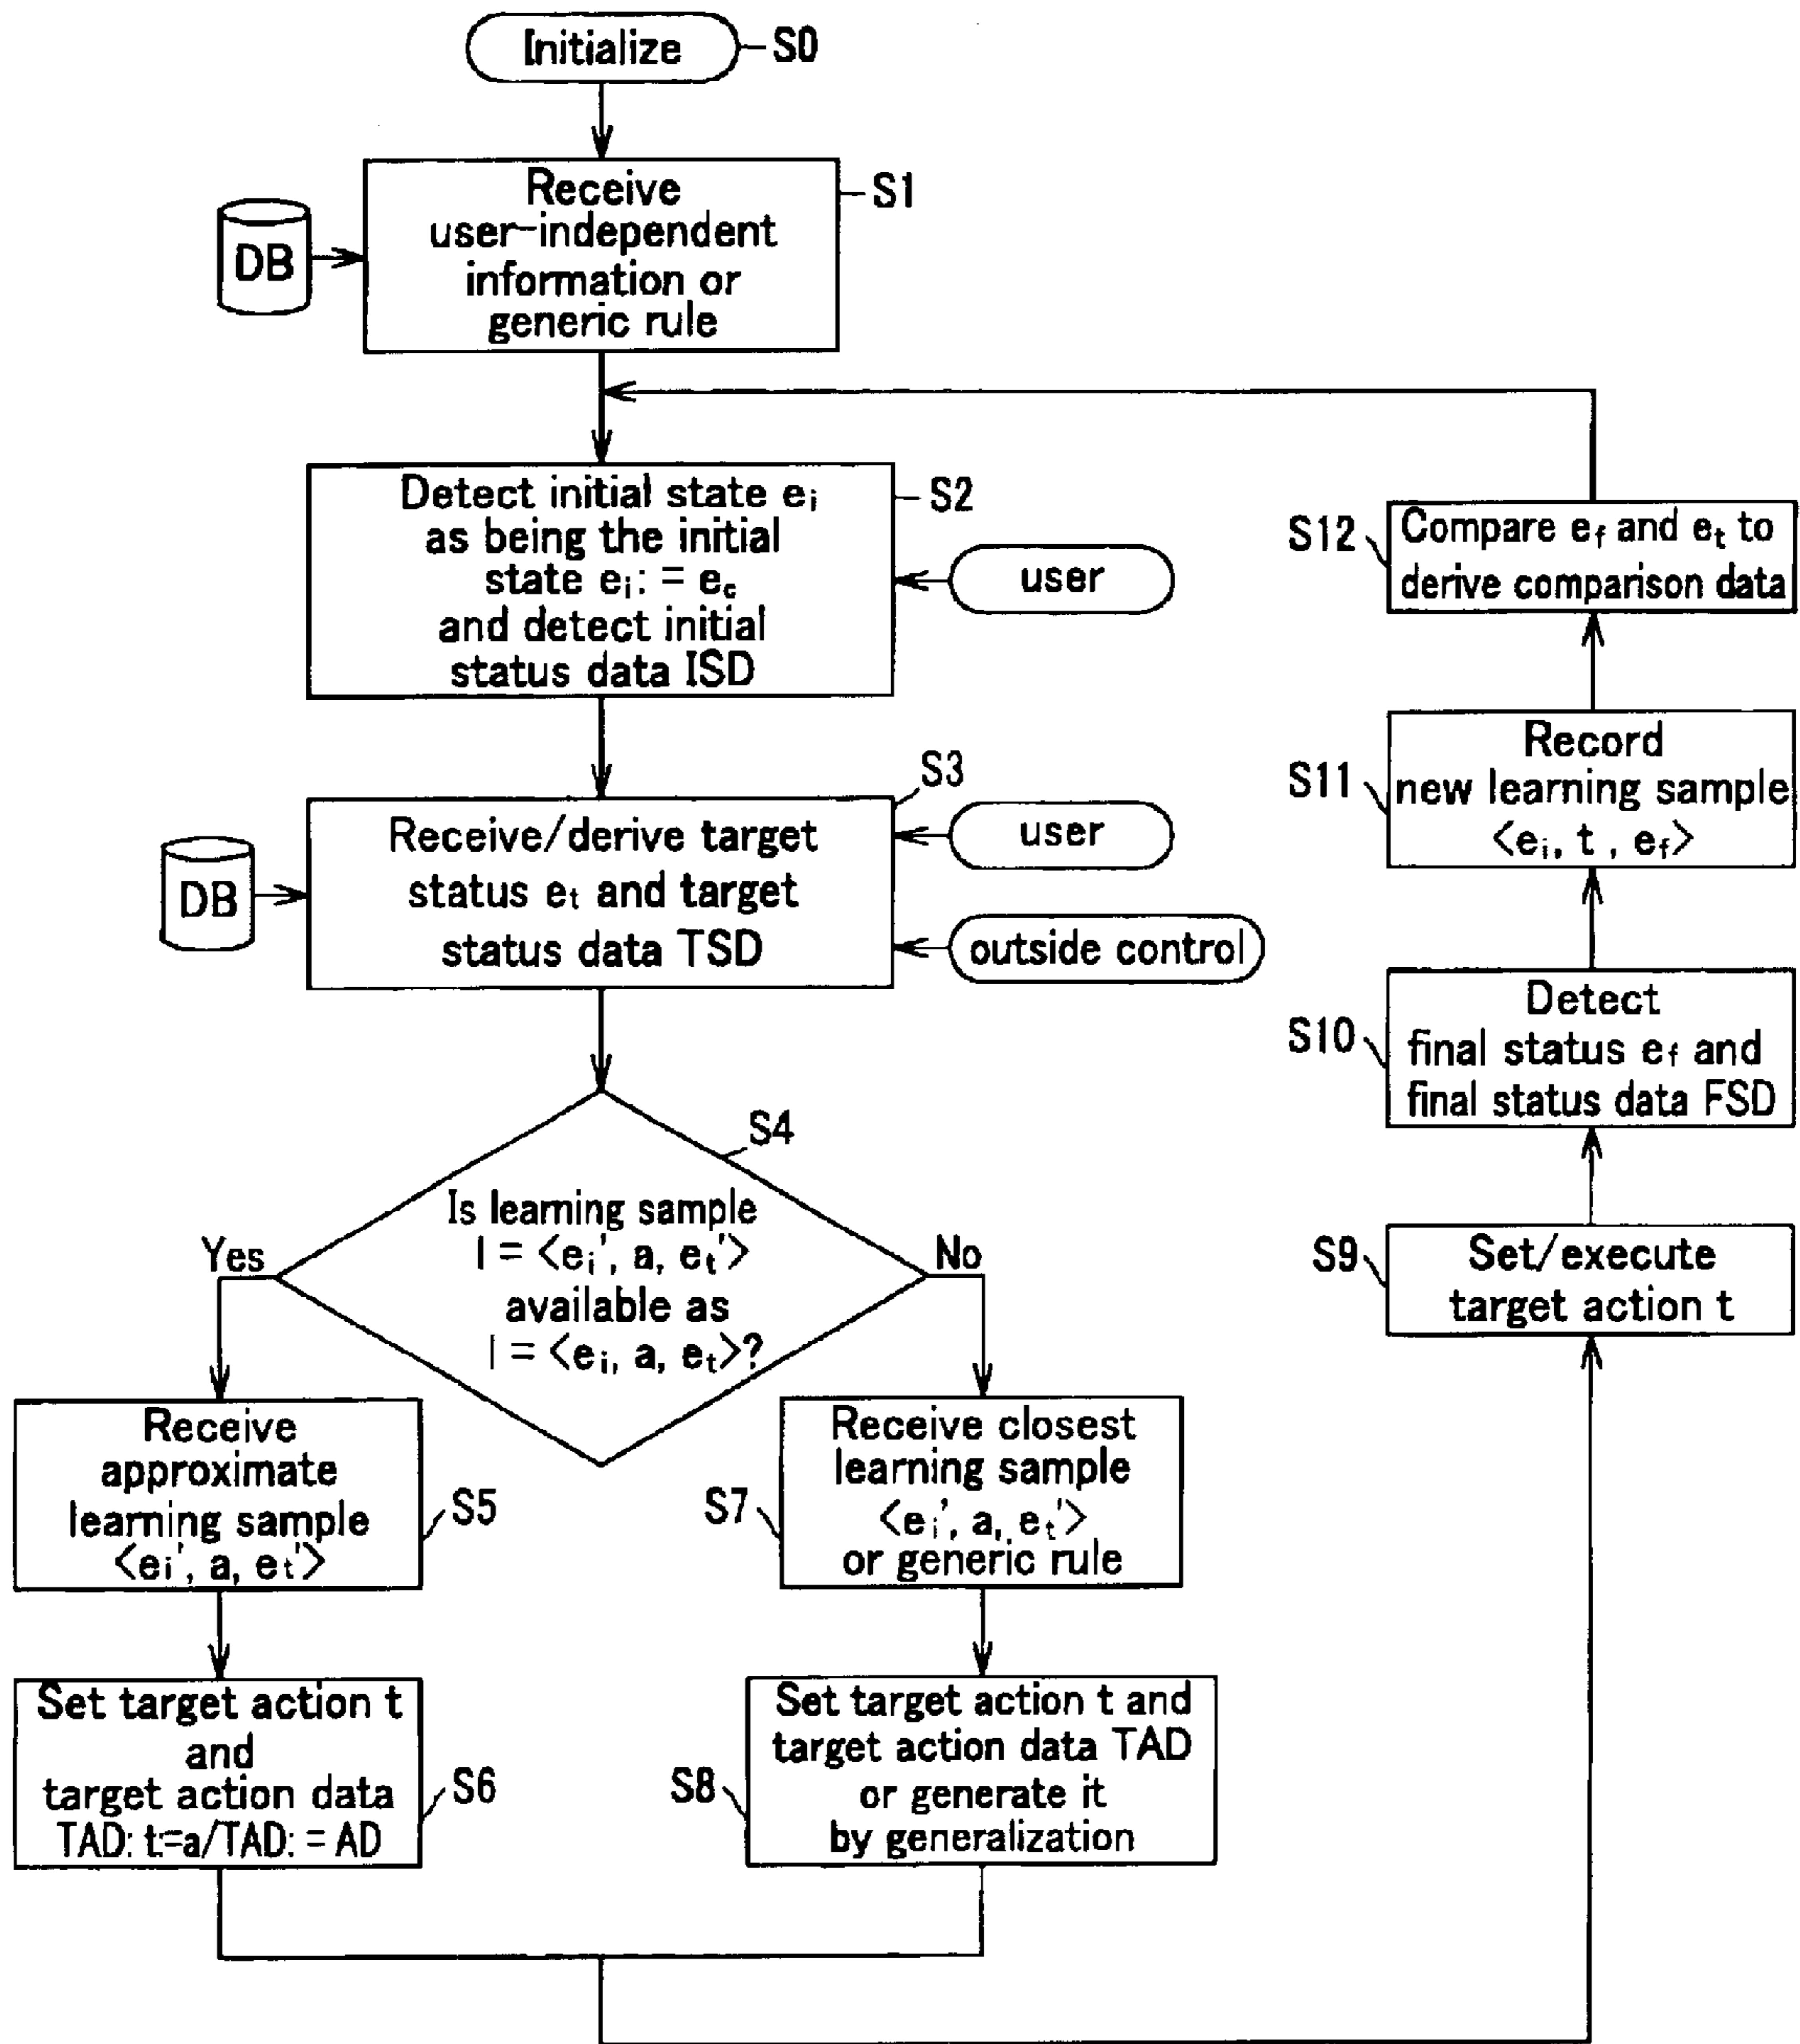 Initialize
S0
Receive
user-independent
information or
generic rule
S1
DB
Detect initial state ei
as being the initial
state ei: = ec
and detect initial
status data ISD
S2
user
Receive/derive target
status et and target
status data TSD
S3
DB
user
outside control
S4
Is learning sample
l = <ei', a, et'>
available as
l = <ei, a, et>?
Yes
No
Receive
approximate
learning sample
<ei', a, et'>
S5
Set target action t
and
target action data
TAD: t:=a/TAD: = AD
S6
Receive closest
learning sample
<ei', a, et'>
or generic rule
S7
Set target action t and
target action data TAD
or generate it
by generalization
S8
S9
Set/execute
target action t
S10
Detect
final status ef and
final status data FSD
S11
Record
new learning sample
<ei, t , ef>
S12
Compare ef and et to
derive comparison data